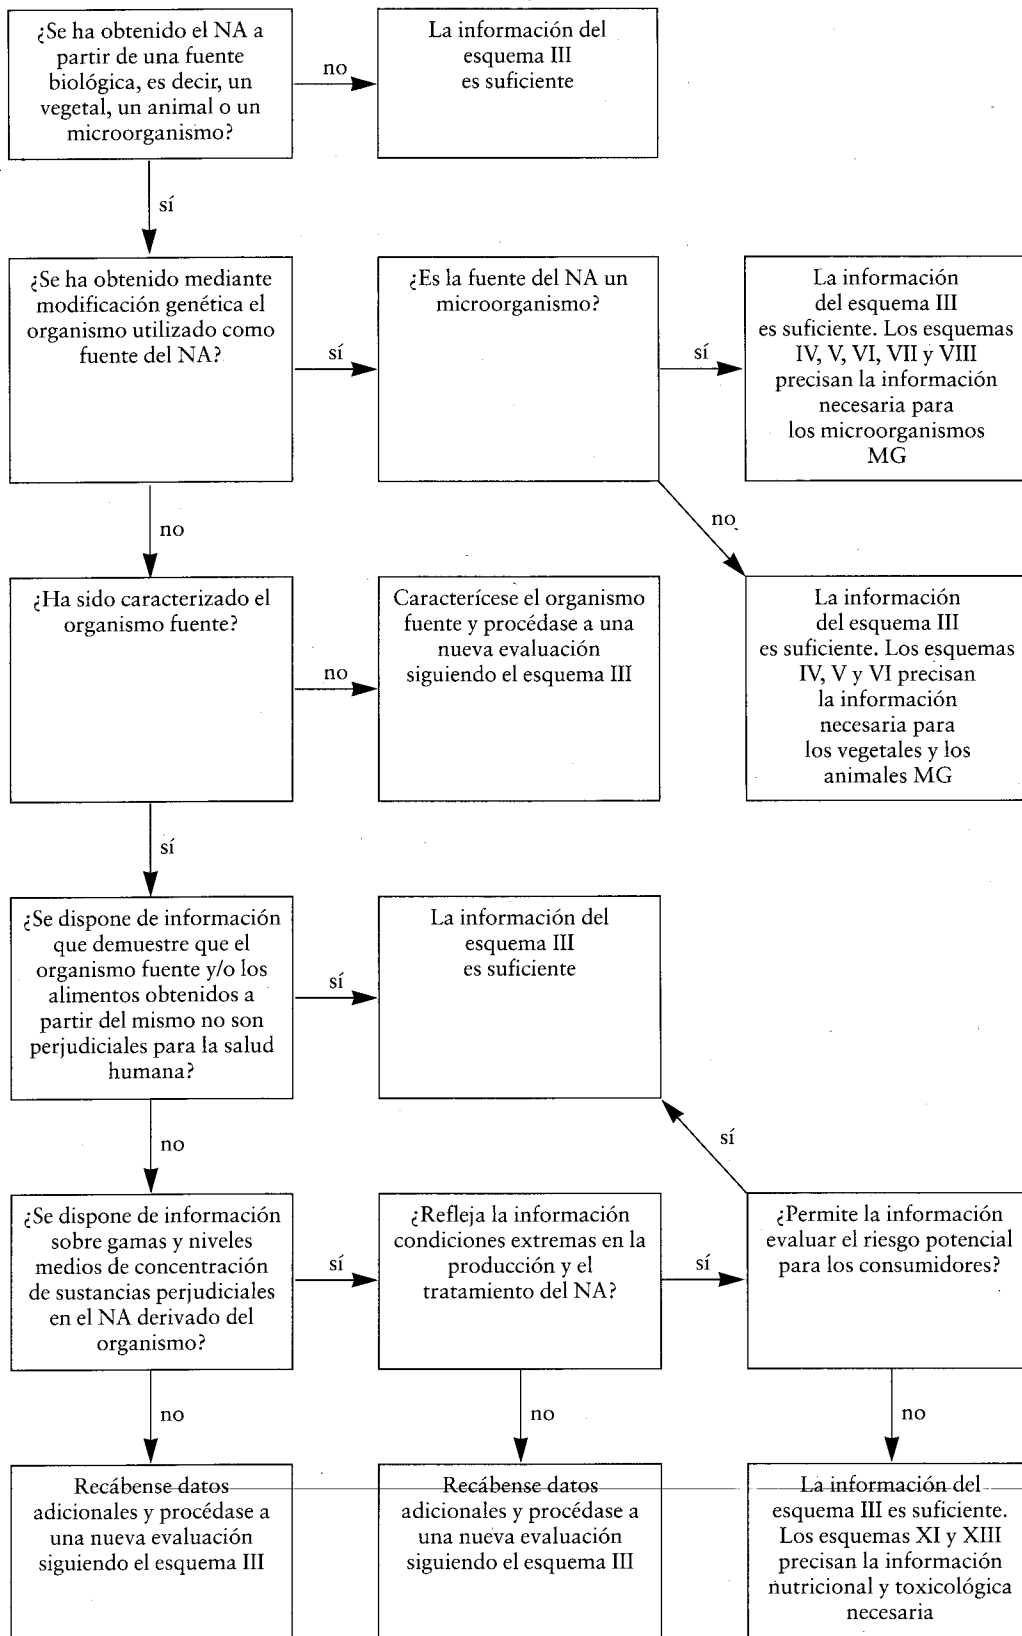 ¿Se ha obtenido el NA a
partir de una fuente
biológica, es decir, un
vegetal, un animal o un
microorganismo?
no
La información del
esquema III
es suficiente
sí
¿Se ha obtenido mediante
modificación genética el
organismo utilizado como
fuente del NA?
sí
¿Es la fuente del NA un
microorganismo?
sí
La información
del esquema III
es suficiente. Los esquemas
IV, V, VI, VII y VIII
precisan la información
necesaria para
los microorganismos
MG
no
no
¿Ha sido caracterizado el
organismo fuente?
no
Caracterícese el organismo
fuente y procédase a una
nueva evaluación
siguiendo el esquema III
La información
del esquema III
es suficiente. Los esquemas
IV, V y VI precisan
la información
necesaria para
los vegetales y los
animales MG
sí
¿Se dispone de información
que demuestre que el
organismo fuente y/o los
alimentos obtenidos a
partir del mismo no son
perjudiciales para la salud
humana?
sí
La información del
esquema III
es suficiente
no
sí
¿Se dispone de información
sobre gamas y niveles
medios de concentración
de sustancias perjudiciales
en el NA derivado del
organismo?
sí
¿Refleja la información
condiciones extremas en la
producción y el
tratamiento del NA?
sí
¿Permite la información
evaluar el riesgo potencial
para los consumidores?
no
no
no
Recábense datos
adicionales y procédase a
una nueva evaluación
siguiendo el esquema III
Recábense datos
adicionales y procédase a
una nueva evaluación
siguiendo el esquema III
La información del
esquema III es suficiente.
Los esquemas XI y XIII
precisan la información
nutricional y toxicológica
necesaria